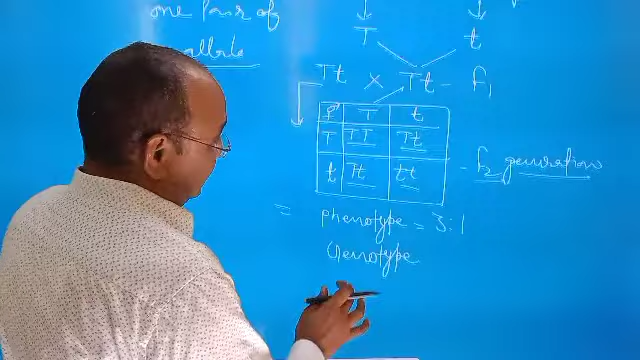 one pair of
allele
T t
Tt × Tt - F₁
♀ T t
T TT Tt
t Tt tt
- F₂ generation
= phenotype = 3:1
Genotype